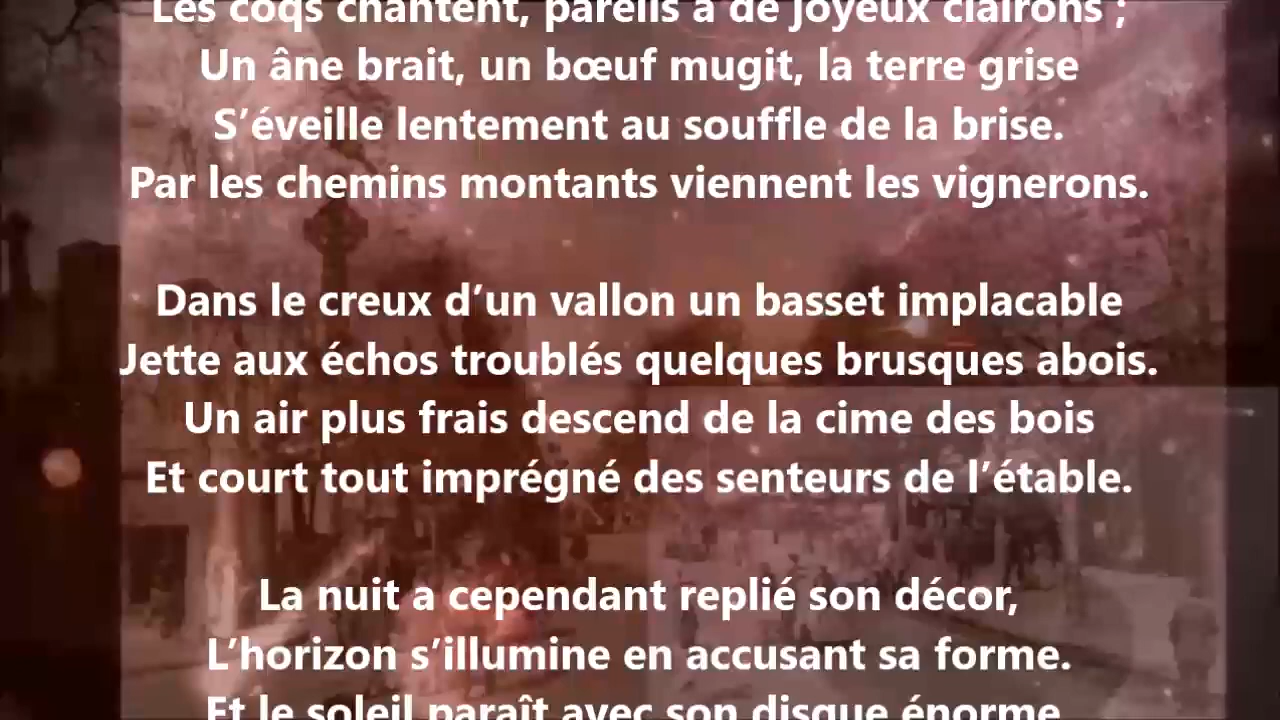 Les coqs chantent, pareils à de joyeux clairons ;
Un âne brait, un bœuf mugit, la terre grise
S’éveille lentement au souffle de la brise.
Par les chemins montants viennent les vignerons.
Dans le creux d’un vallon un basset implacable
Jette aux échos troublés quelques brusques abois.
Un air plus frais descend de la cime des bois
Et court tout imprégné des senteurs de l’étable.
La nuit a cependant replié son décor,
L’horizon s’illumine en accusant sa forme.
Et le soleil paraît avec son disque énorme